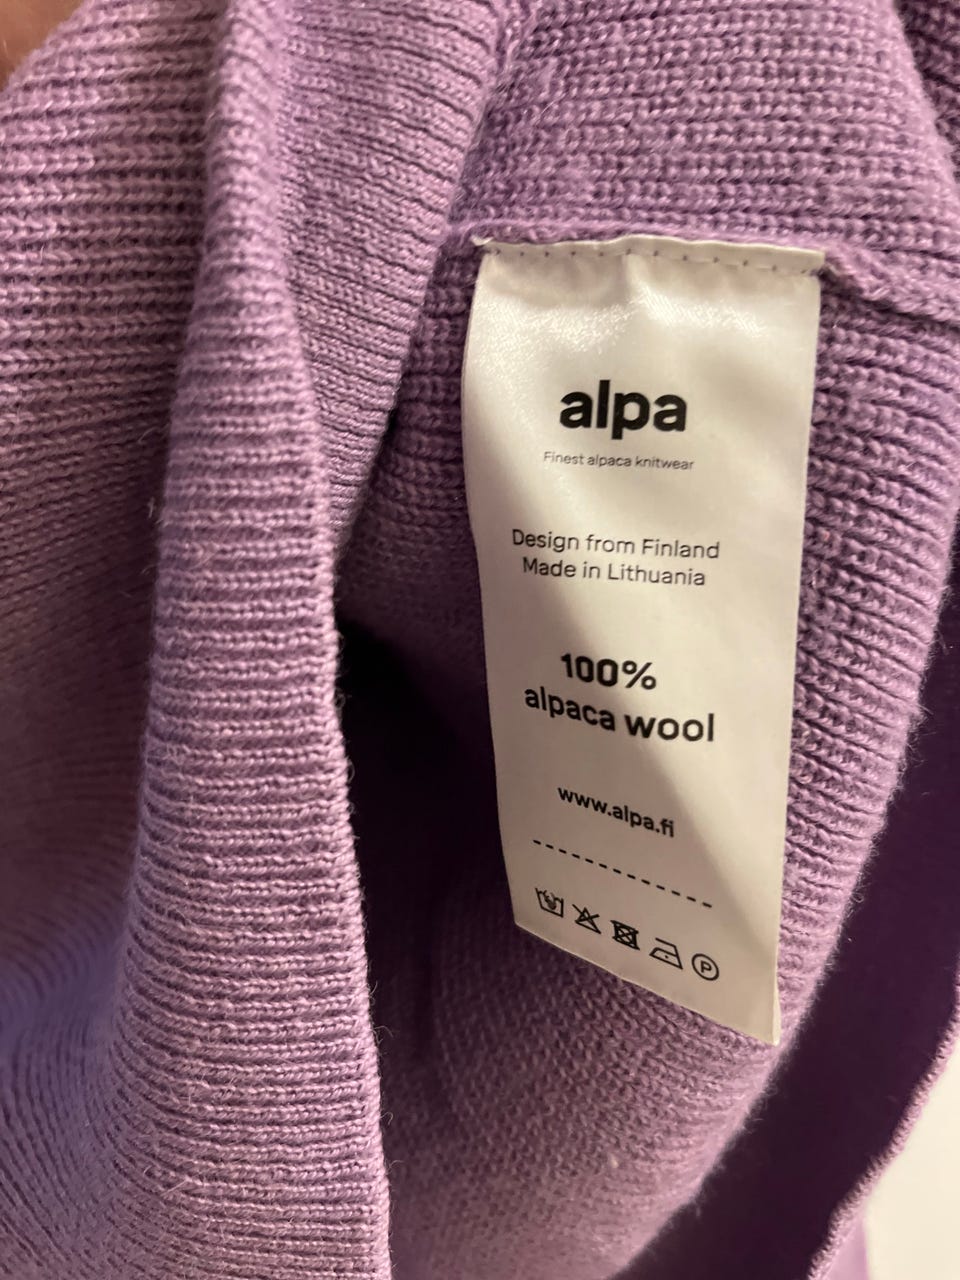 alpa
Finest alpaca knitwear
Design from Finland
Made in Lithuania
100%
alpaca wool
www.alpa.fi
P